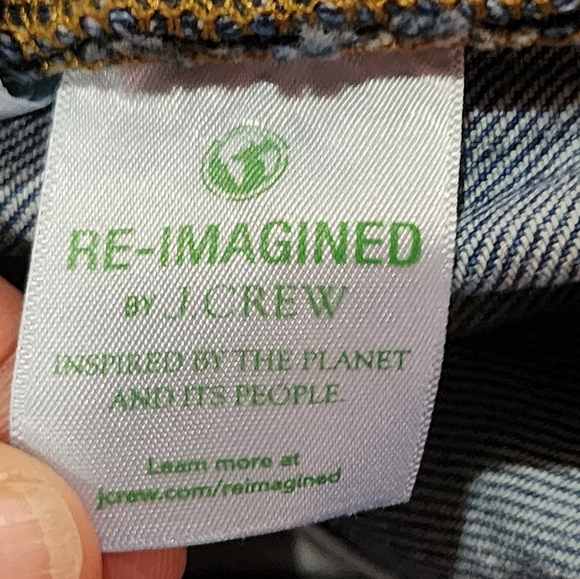 RE-IMAGINED
BY J.CREW
INSPIRED BY THE PLANET
AND ITS PEOPLE.
Learn more at
jcrew.com/reimagined